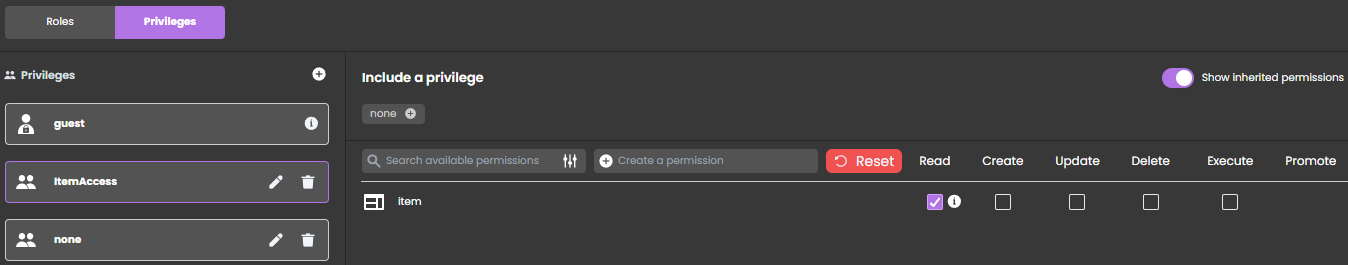 Roles Privileges
Privileges
guest
ItemAccess
none
Include a privilege
Show inherited permissions
none
Search available permissions
Create a permission
Reset
Read Create Update Delete Execute Promote
item